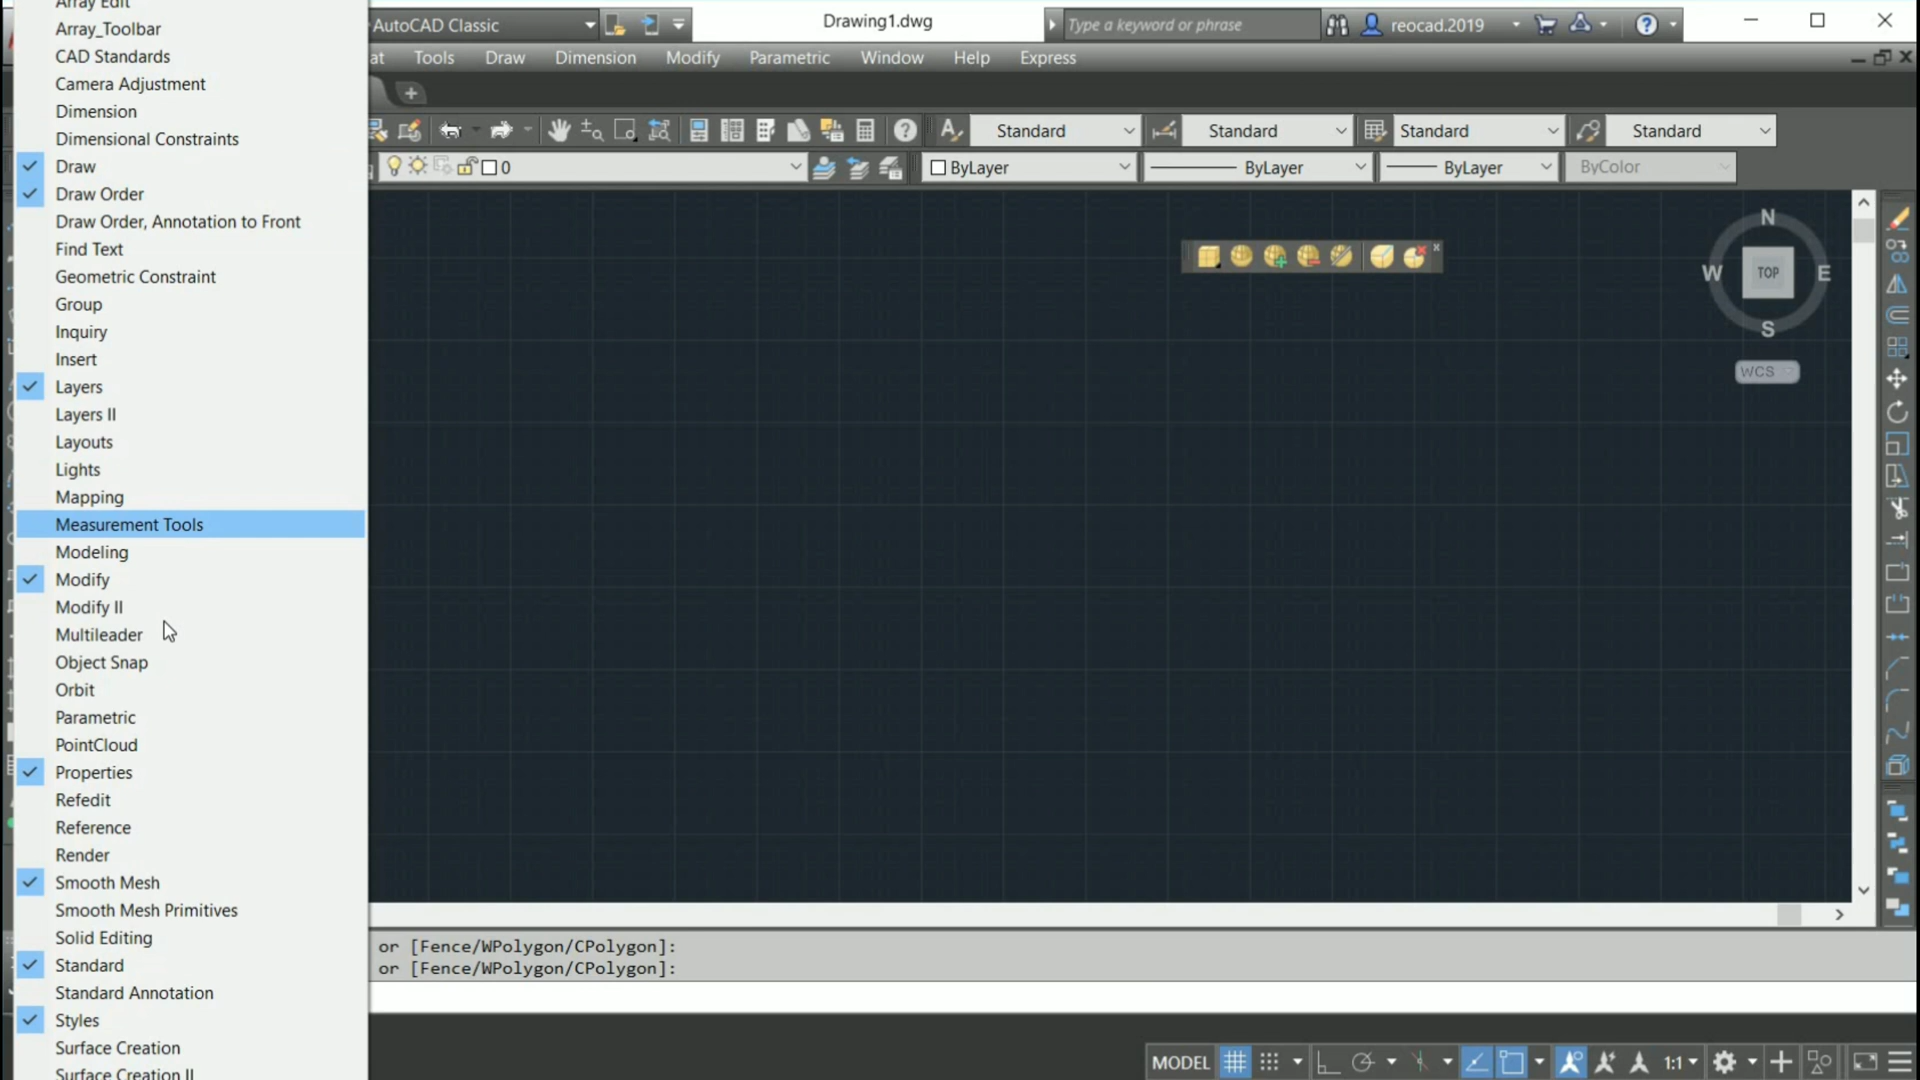 Array Edit
Array_Toolbar
CAD Standards
Camera Adjustment
Dimension
Dimensional Constraints
Draw
Draw Order
Draw Order, Annotation to Front
Find Text
Geometric Constraint
Group
Inquiry
Insert
Layers
Layers II
Layouts
Lights
Mapping
Measurement Tools
Modeling
Modify
Modify II
Multileader
Object Snap
Orbit
Parametric
PointCloud
Properties
Refedit
Reference
Render
Smooth Mesh
Smooth Mesh Primitives
Solid Editing
Standard
Standard Annotation
Styles
Surface Creation
Surface Creation II
AutoCAD Classic Drawing1.dwg Type a keyword or phrase reocad.2019
at Tools Draw Dimension Modify Parametric Window Help Express
Standard Standard Standard Standard
0 ByLayer ByLayer ByLayer ByColor
N
W TOP E
S
WCS
or [Fence/WPolygon/CPolygon]:
or [Fence/WPolygon/CPolygon]:
MODEL 1:1